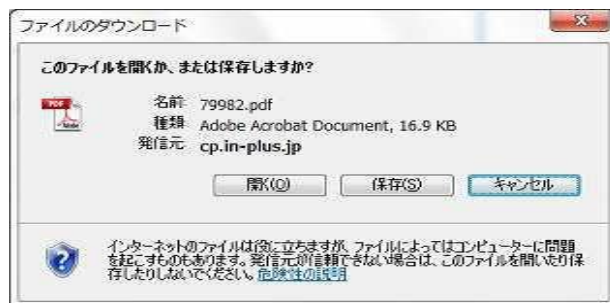 ファイルのダウンロード
このファイルを開くか、または保存しますか?
名前 79982.pdf
種類 Adobe Acrobat Document, 16.9 KB
発信元 cp.in-plus.jp
開く(O) 保存(S) キャンセル
インターネットのファイルは役に立ちますが、ファイルによってはコンピューターに問題
を起こすものもあります。発信元が信頼できない場合は、このファイルを開いたり保
存したりしないでください。危険性の説明